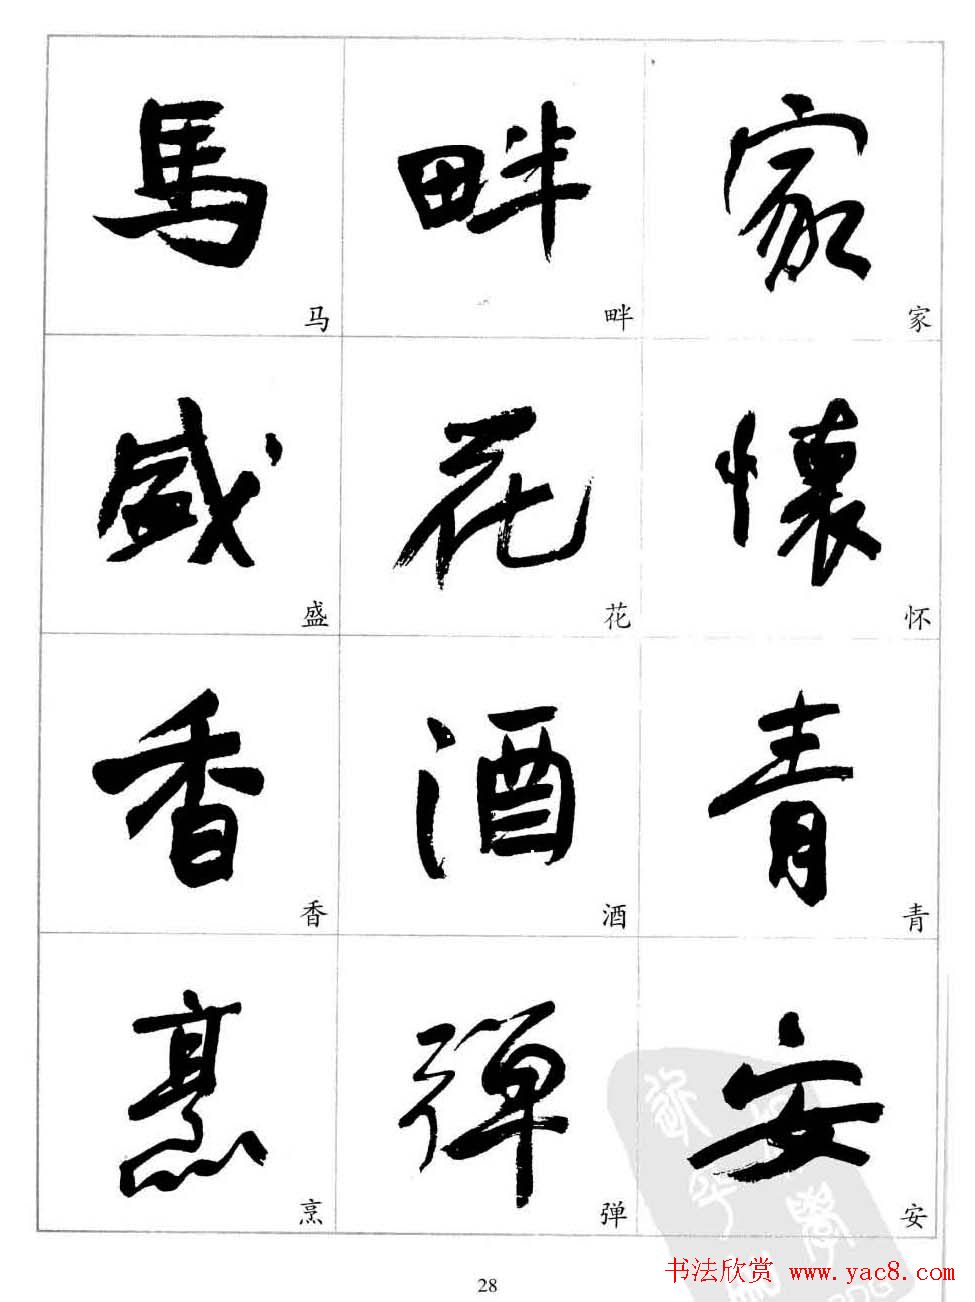 馬 畔 家
马 畔 家
盛 花 懷
盛 花 怀
香 酒 青
香 酒 青
烹 彈 安
烹 弹 安
书法欣赏 www.yac8.com
28